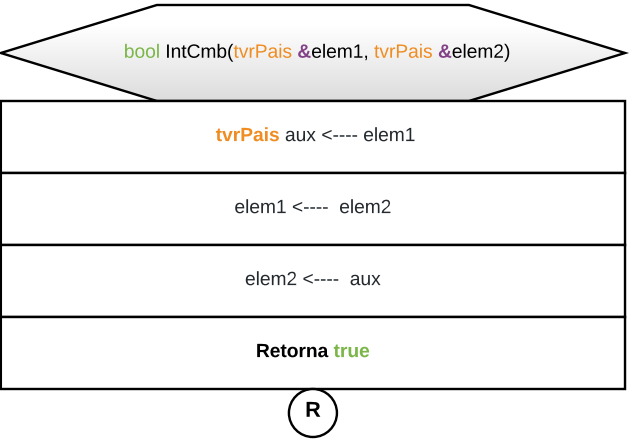 bool IntCmb(tvrPais &elem1, tvrPais &elem2)
tvrPais aux <---- elem1
elem1 <---- elem2
elem2 <---- aux
Retorna true
R